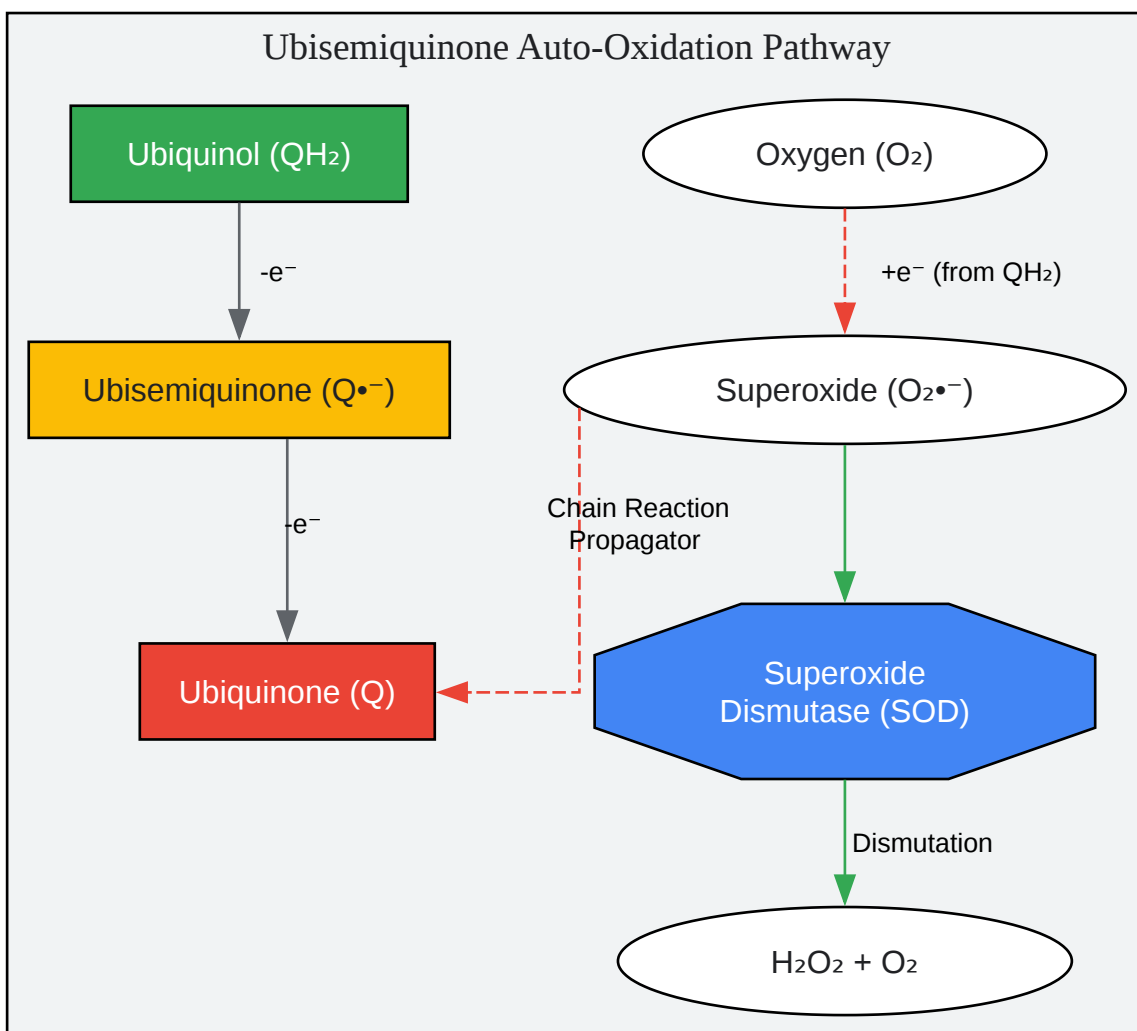 Ubisemiquinone Auto-Oxidation Pathway
Ubiquinol (QH₂)
Oxygen (O₂)
-e⁻
+e⁻ (from QH₂)
Ubisemiquinone (Q•⁻)
Superoxide (O₂•⁻)
-e⁻
Chain Reaction
Propagator
Ubiquinone (Q)
Superoxide
Dismutase (SOD)
Dismutation
H₂O₂ + O₂